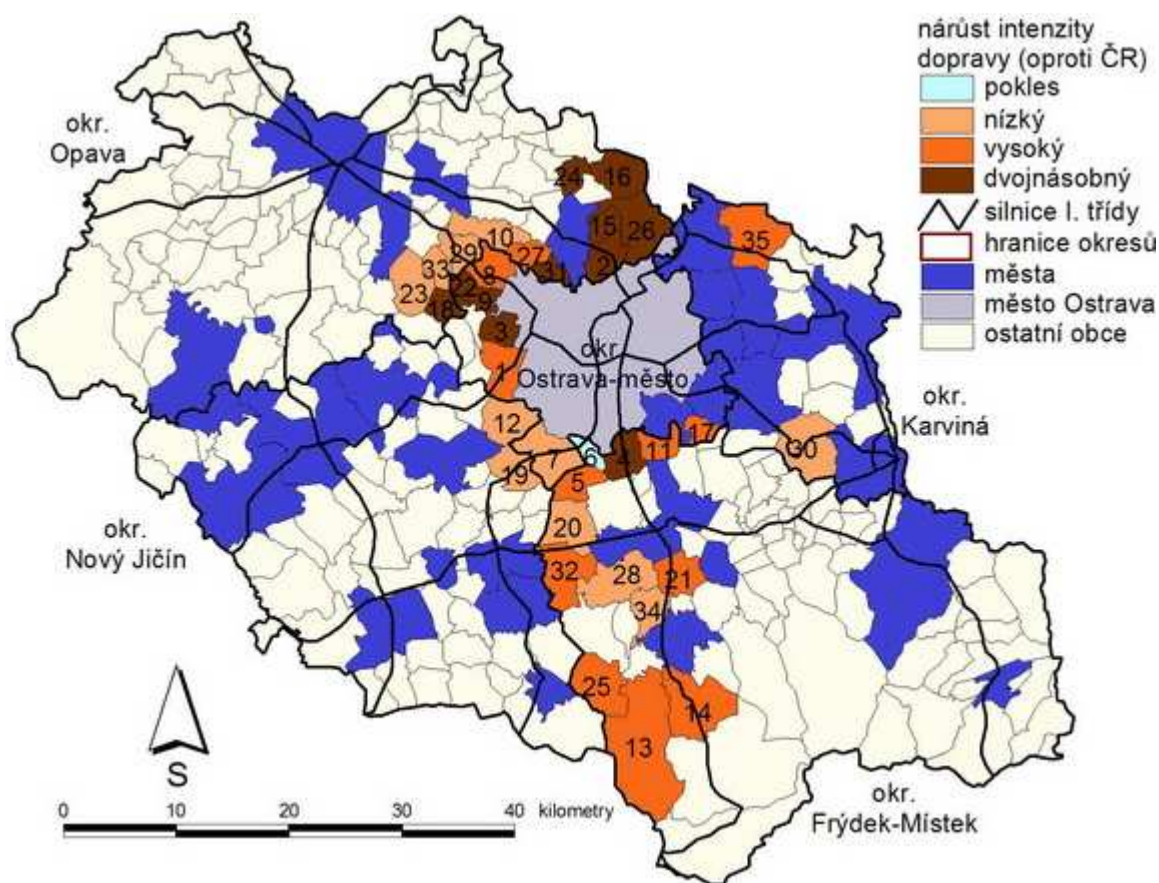 nárůst intenzity
dopravy (oproti ČR)
pokles
nízký
vysoký
dvojnásobný
silnice I. třídy
hranice okresů
města
město Ostrava
ostatní obce
okr.
Opava
24 16
15 26
35
10
29 27
33 8 31 2
23 22
18 9
3
okr.
Ostrava-město
1
okr.
Karviná
12
17
11
30
7 6 4
19
5
okr.
Nový Jičín
20
32 28 21
34
25
14
13
S
0 10 20 30 40 kilometry
okr.
Frýdek-Místek